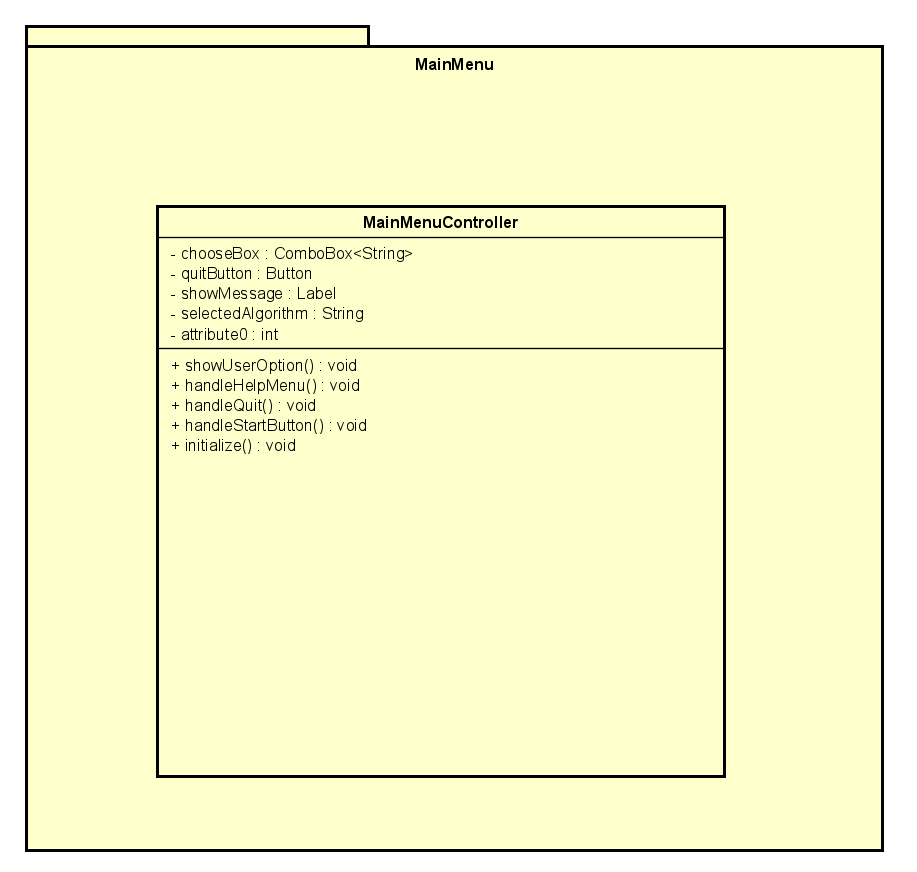 MainMenu
MainMenuController
- chooseBox : ComboBox<String>
- quitButton : Button
- showMessage : Label
- selectedAlgorithm : String
- attribute0 : int
+ showUserOption() : void
+ handleHelpMenu() : void
+ handleQuit() : void
+ handleStartButton() : void
+ initialize() : void